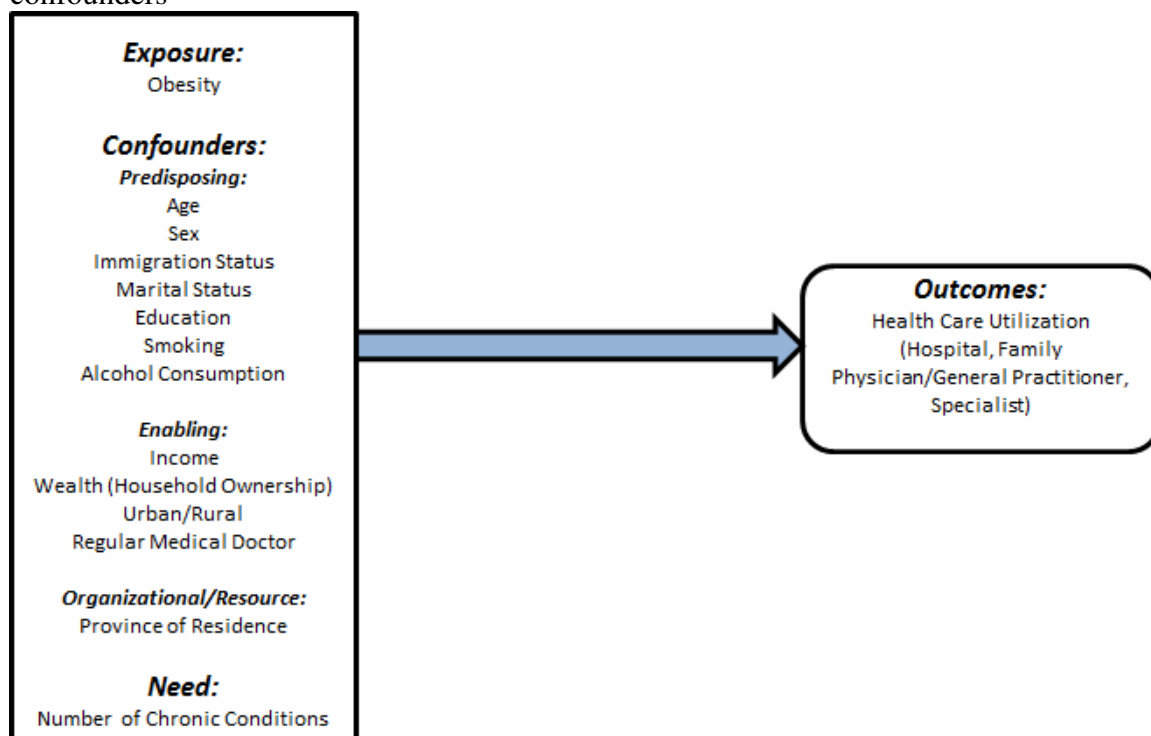 confounders
Exposure:
Obesity
Confounders:
Predisposing:
Age
Sex
Immigration Status
Marital Status
Education
Smoking
Alcohol Consumption
Enabling:
Income
Wealth (Household Ownership)
Urban/Rural
Regular Medical Doctor
Organizational/Resource:
Province of Residence
Need:
Number of Chronic Conditions
Outcomes:
Health Care Utilization
(Hospital, Family
Physician/General Practitioner,
Specialist)